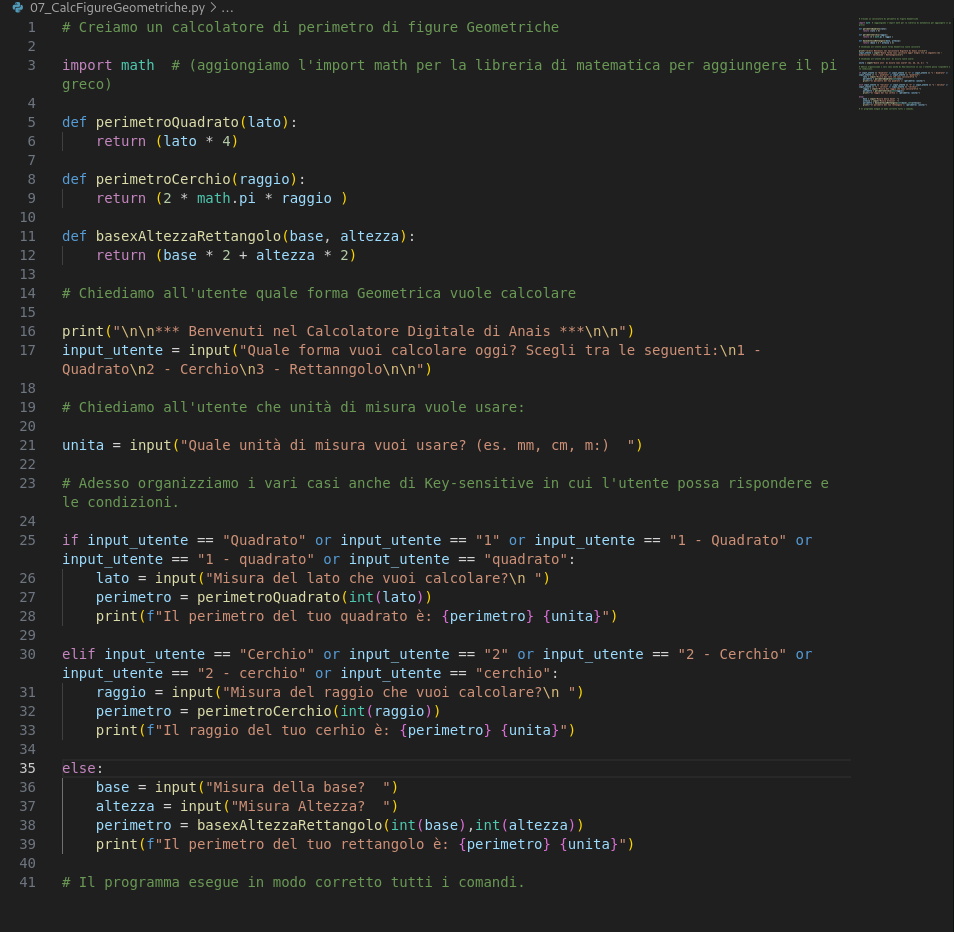 07_CalcFigureGeometriche.py > ...
1 # Creiamo un calcolatore di perimetro di figure Geometriche
2
3 import math  # (aggiongiamo l'import math per la libreria di matematica per aggiungere il pi
greco)
4
5 def perimetroQuadrato(lato):
6     return (lato * 4)
7
8 def perimetroCerchio(raggio):
9     return (2 * math.pi * raggio )
10
11 def basexAltezzaRettangolo(base, altezza):
12     return (base * 2 + altezza * 2)
13
14 # Chiediamo all'utente quale forma Geometrica vuole calcolare
15
16 print("\n\n*** Benvenuti nel Calcolatore Digitale di Anais ***\n\n")
17 input_utente = input("Quale forma vuoi calcolare oggi? Scegli tra le seguenti:\n1 -
Quadrato\n2 - Cerchio\n3 - Rettanngolo\n\n")
18
19 # Chiediamo all'utente che unità di misura vuole usare:
20
21 unita = input("Quale unità di misura vuoi usare? (es. mm, cm, m:)  ")
22
23 # Adesso organizziamo i vari casi anche di Key-sensitive in cui l'utente possa rispondere e
le condizioni.
24
25 if input_utente == "Quadrato" or input_utente == "1" or input_utente == "1 - Quadrato" or
input_utente == "1 - quadrato" or input_utente == "quadrato":
26     lato = input("Misura del lato che vuoi calcolare?\n ")
27     perimetro = perimetroQuadrato(int(lato))
28     print(f"Il perimetro del tuo quadrato è: {perimetro} {unita}")
29
30 elif input_utente == "Cerchio" or input_utente == "2" or input_utente == "2 - Cerchio" or
input_utente == "2 - cerchio" or input_utente == "cerchio":
31     raggio = input("Misura del raggio che vuoi calcolare?\n ")
32     perimetro = perimetroCerchio(int(raggio))
33     print(f"Il raggio del tuo cerhio è: {perimetro} {unita}")
34
35 else:
36     base = input("Misura della base?  ")
37     altezza = input("Misura Altezza?  ")
38     perimetro = basexAltezzaRettangolo(int(base),int(altezza))
39     print(f"Il perimetro del tuo rettangolo è: {perimetro} {unita}")
40
41 # Il programma esegue in modo corretto tutti i comandi.